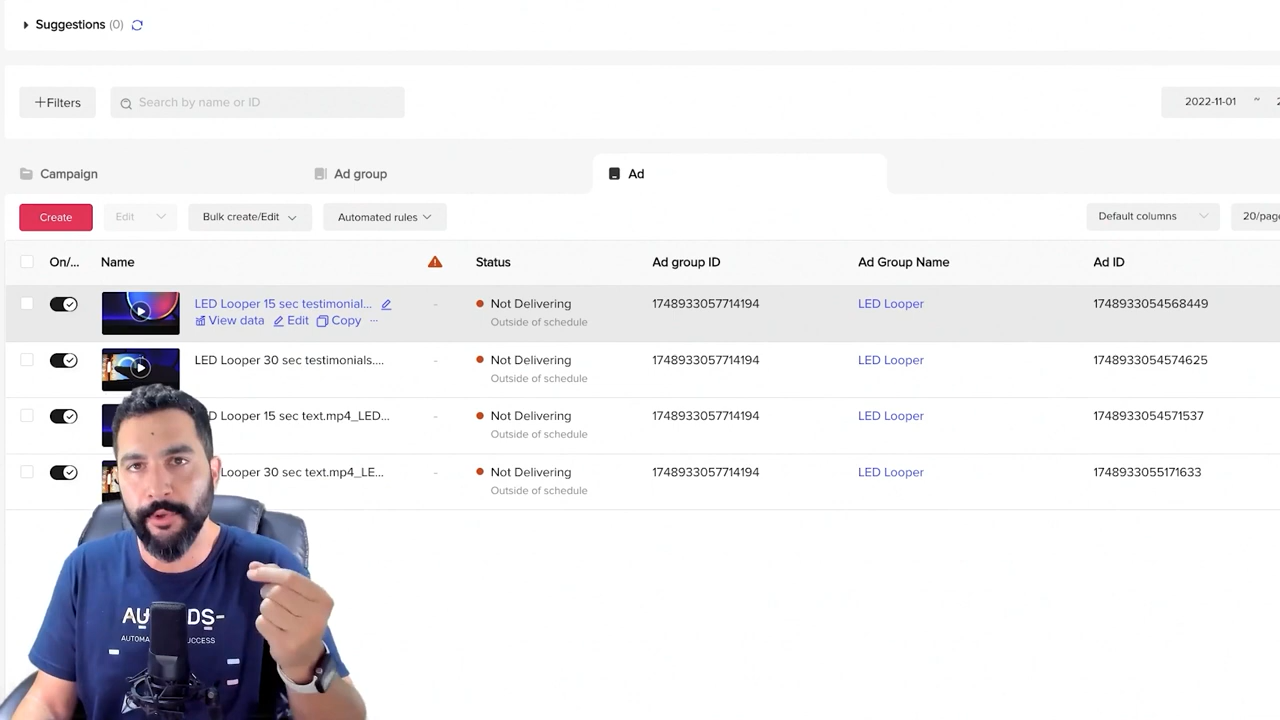 Suggestions (0)
+Filters
Search by name or ID
2022-11-01 ~
Campaign
Ad group
Ad
Create
Edit
Bulk create/Edit
Automated rules
Default columns
20/page
On/...
Name
Status
Ad group ID
Ad Group Name
Ad ID
LED Looper 15 sec testimonial...
Not Delivering
1748933057714194
LED Looper
1748933054568449
View data
Edit
Copy
...
Outside of schedule
LED Looper 30 sec testimonials....
-
Not Delivering
1748933057714194
LED Looper
1748933054574625
Outside of schedule
D Looper 15 sec text.mp4_LED...
-
Not Delivering
1748933057714194
LED Looper
1748933054571537
Outside of schedule
Looper 30 sec text.mp4_LE...
-
Not Delivering
1748933057714194
LED Looper
1748933055171633
Outside of schedule